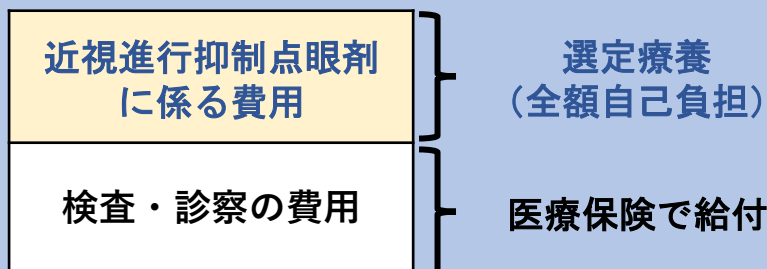 近視進行抑制点眼剤
に係る費用
選定療養
（全額自己負担）
検査・診察の費用
医療保険で給付